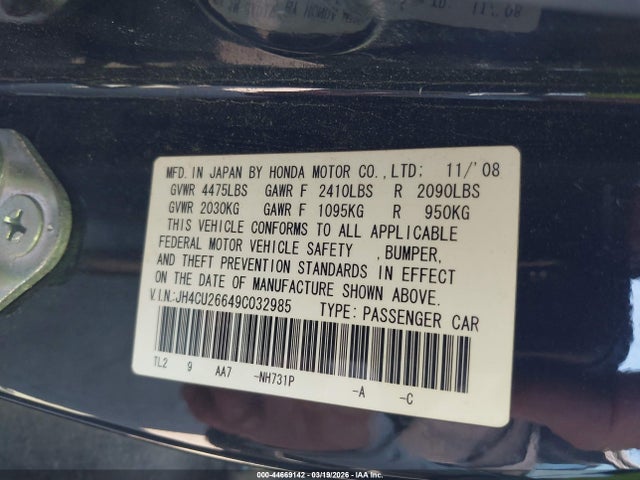 MFD. IN JAPAN BY HONDA MOTOR CO., LTD; 11/'08
GVWR 4475LBS GAWR F 2410LBS R 2090LBS
GVWR 2030KG GAWR F 1095KG R 950KG
THIS VEHICLE CONFORMS TO ALL APPLICABLE
FEDERAL MOTOR VEHICLE SAFETY , BUMPER,
AND THEFT PREVENTION STANDARDS IN EFFECT
ON THE DATE OF MANUFACTURE SHOWN ABOVE.
V.I.N.: JH4CU26649C032985 TYPE: PASSENGER CAR
TL2 9 AA7 -NH731P -A -C
000-44669142 | 03/19/2026 - Copart, Inc.